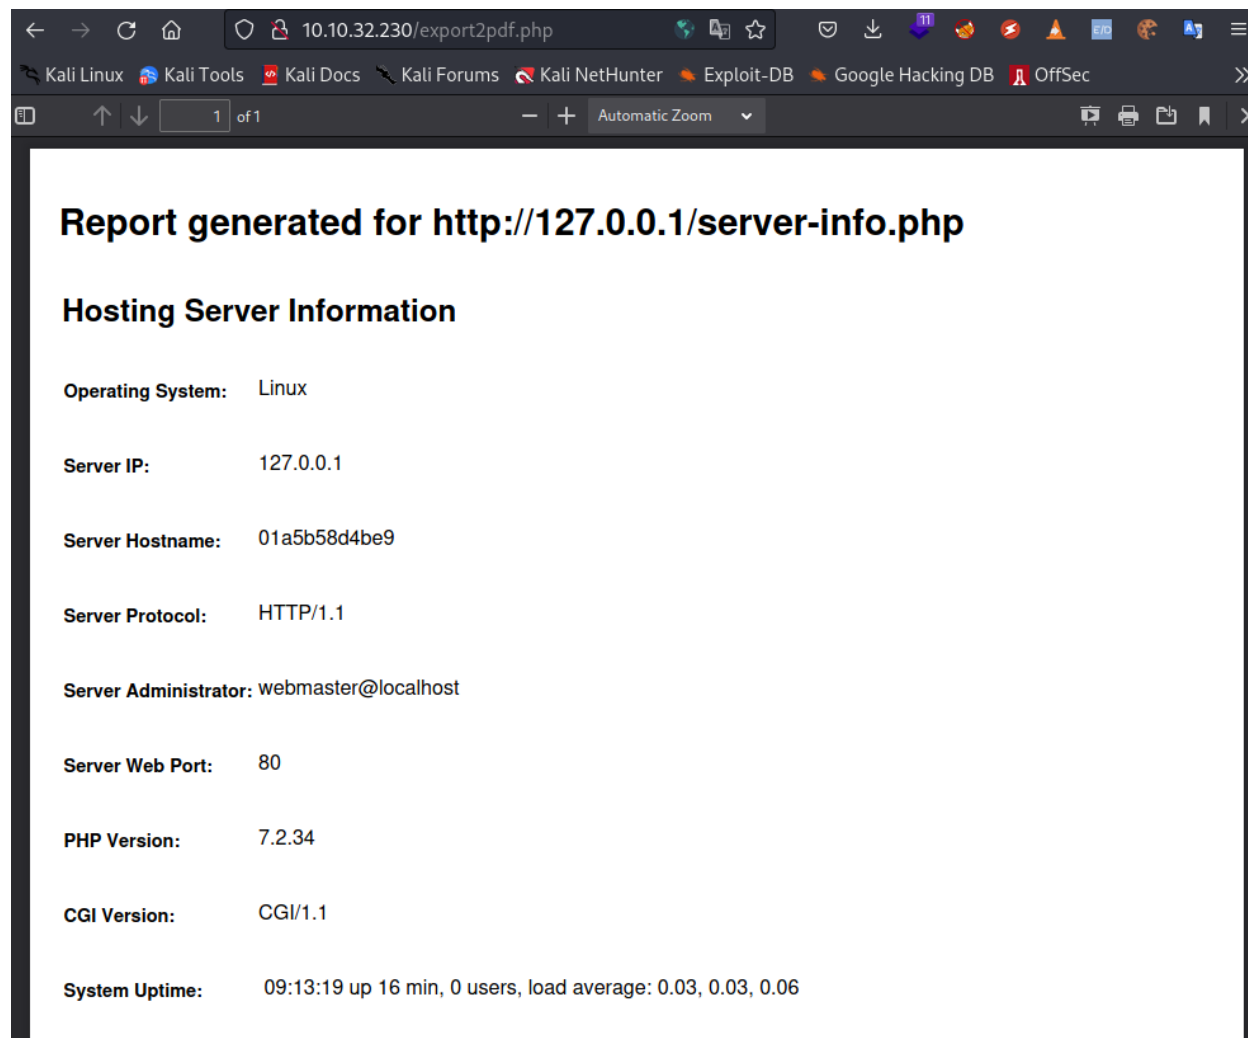 10.10.32.230/export2pdf.php
11
E/D
Kali Linux Kali Tools Kali Docs Kali Forums Kali NetHunter Exploit-DB Google Hacking DB OffSec
1 of 1 Automatic Zoom
Report generated for http://127.0.0.1/server-info.php
Hosting Server Information
Operating System: Linux
Server IP: 127.0.0.1
Server Hostname: 01a5b58d4be9
Server Protocol: HTTP/1.1
Server Administrator: webmaster@localhost
Server Web Port: 80
PHP Version: 7.2.34
CGI Version: CGI/1.1
System Uptime: 09:13:19 up 16 min, 0 users, load average: 0.03, 0.03, 0.06